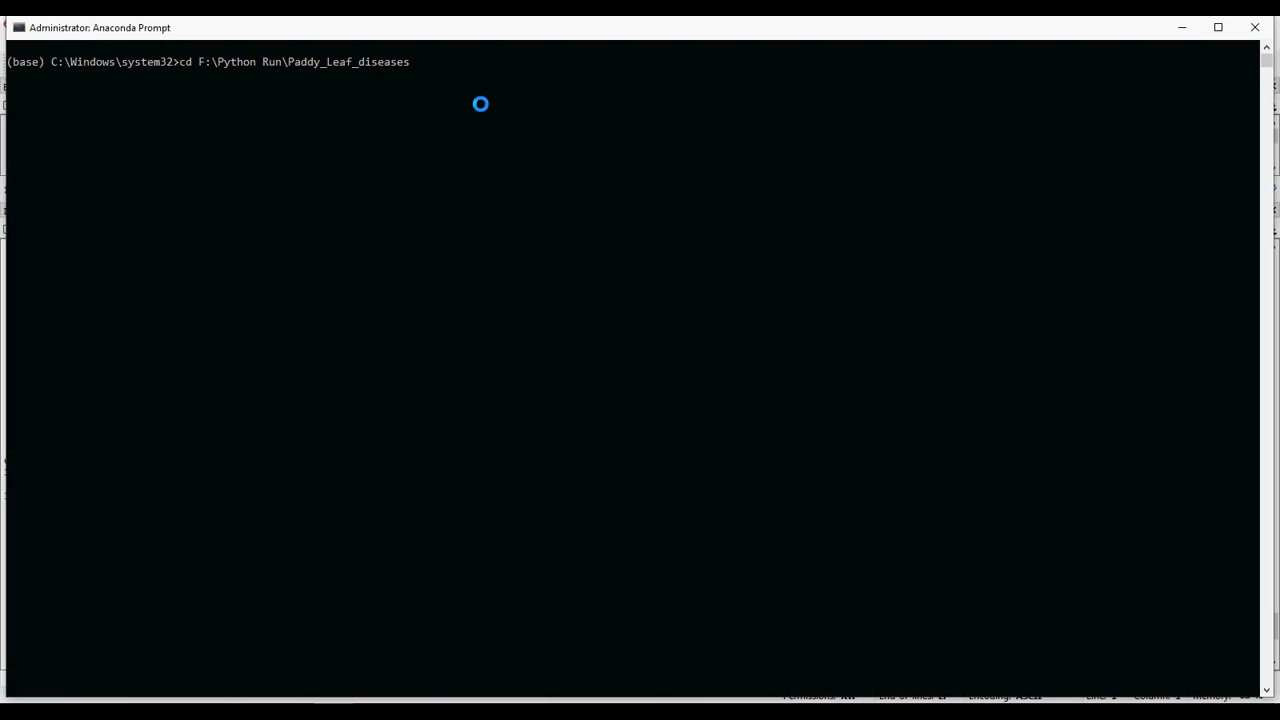 Administrator: Anaconda Prompt
(base) C:\Windows\system32>cd F:\Python Run\Paddy_Leaf_diseases